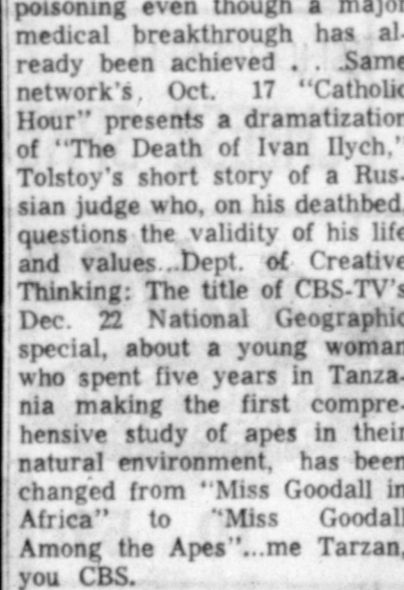 poisoning even though a major
medical breakthrough has al-
ready been achieved . . .Same
network's, Oct. 17 "Catholic
Hour" presents a dramatization
of "The Death of Ivan Ilych,"
Tolstoy's short story of a Rus-
sian judge who, on his deathbed,
questions the validity of his life
and values...Dept. of Creative
Thinking: The title of CBS-TV's
Dec. 22 National Geographic
special, about a young woman
who spent five years in Tanza-
nia making the first compre-
hensive study of apes in their
natural environment, has been
changed from "Miss Goodall in
Africa" to "Miss Goodall
Among the Apes"...me Tarzan,
you CBS.